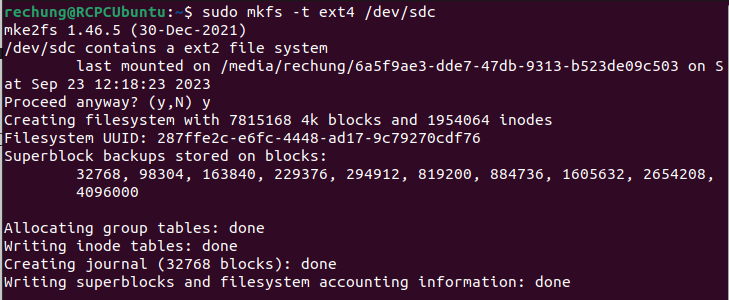 rechung@RCPCUbuntu:~$ sudo mkfs -t ext4 /dev/sdc
mke2fs 1.46.5 (30-Dec-2021)
/dev/sdc contains a ext2 file system
        last mounted on /media/rechung/6a5f9ae3-dde7-47db-9313-b523de09c503 on S
at Sep 23 12:18:23 2023
Proceed anyway? (y,N) y
Creating filesystem with 7815168 4k blocks and 1954064 inodes
Filesystem UUID: 287ffe2c-e6fc-4448-ad17-9c79270cdf76
Superblock backups stored on blocks:
        32768, 98304, 163840, 229376, 294912, 819200, 884736, 1605632, 2654208,
        4096000
Allocating group tables: done
Writing inode tables: done
Creating journal (32768 blocks): done
Writing superblocks and filesystem accounting information: done